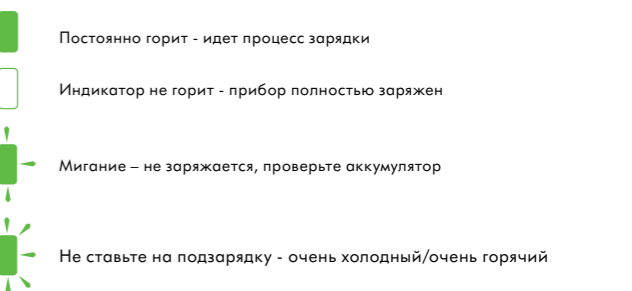 Постоянно горит - идет процесс зарядки
Индикатор не горит - прибор полностью заряжен
Мигание – не заряжается, проверьте аккумулятор
Не ставьте на подзарядку - очень холодный/очень горячий